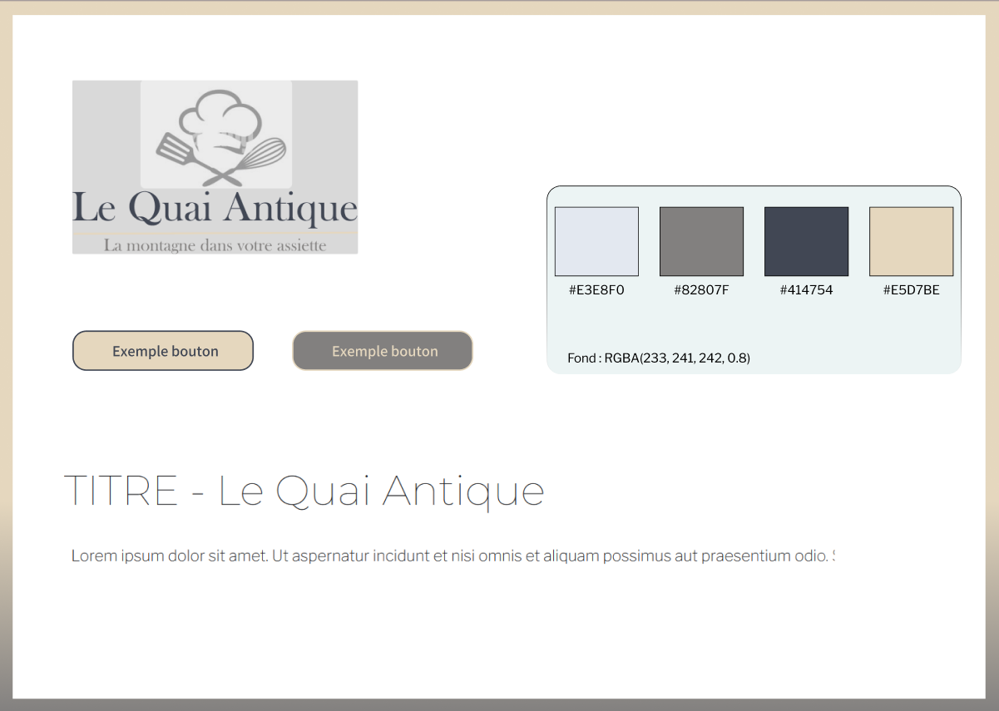 Le Quai Antique
La montagne dans votre assiette
#E3E8F0 #82807F #414754 #E5D7BE
Exemple bouton Exemple bouton
Fond : RGBA(233, 241, 242, 0.8)
TITRE - Le Quai Antique
Lorem ipsum dolor sit amet. Ut aspernatur incidunt et nisi omnis et aliquam possimus aut praesentium odio.